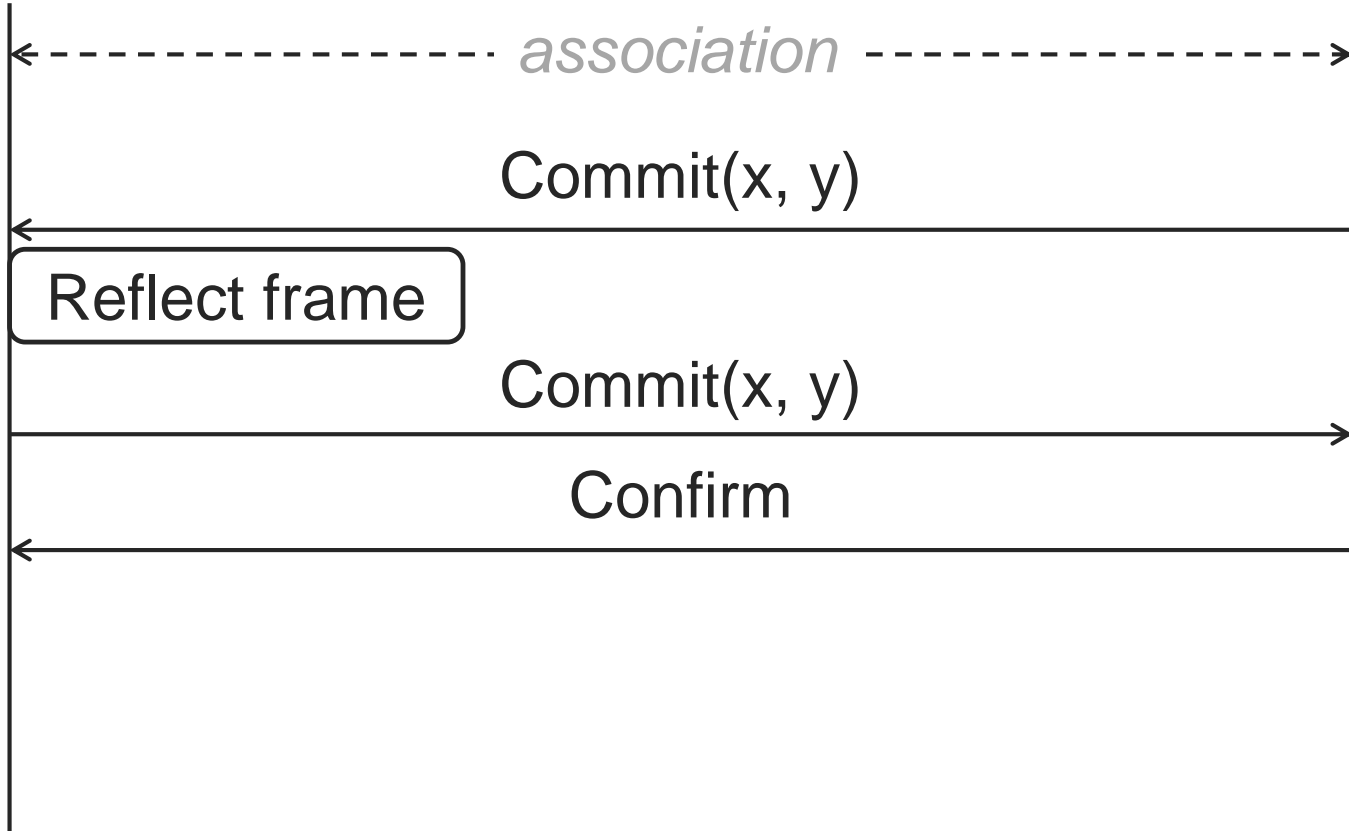 association
Commit(x, y)
Reflect frame
Commit(x, y)
Confirm